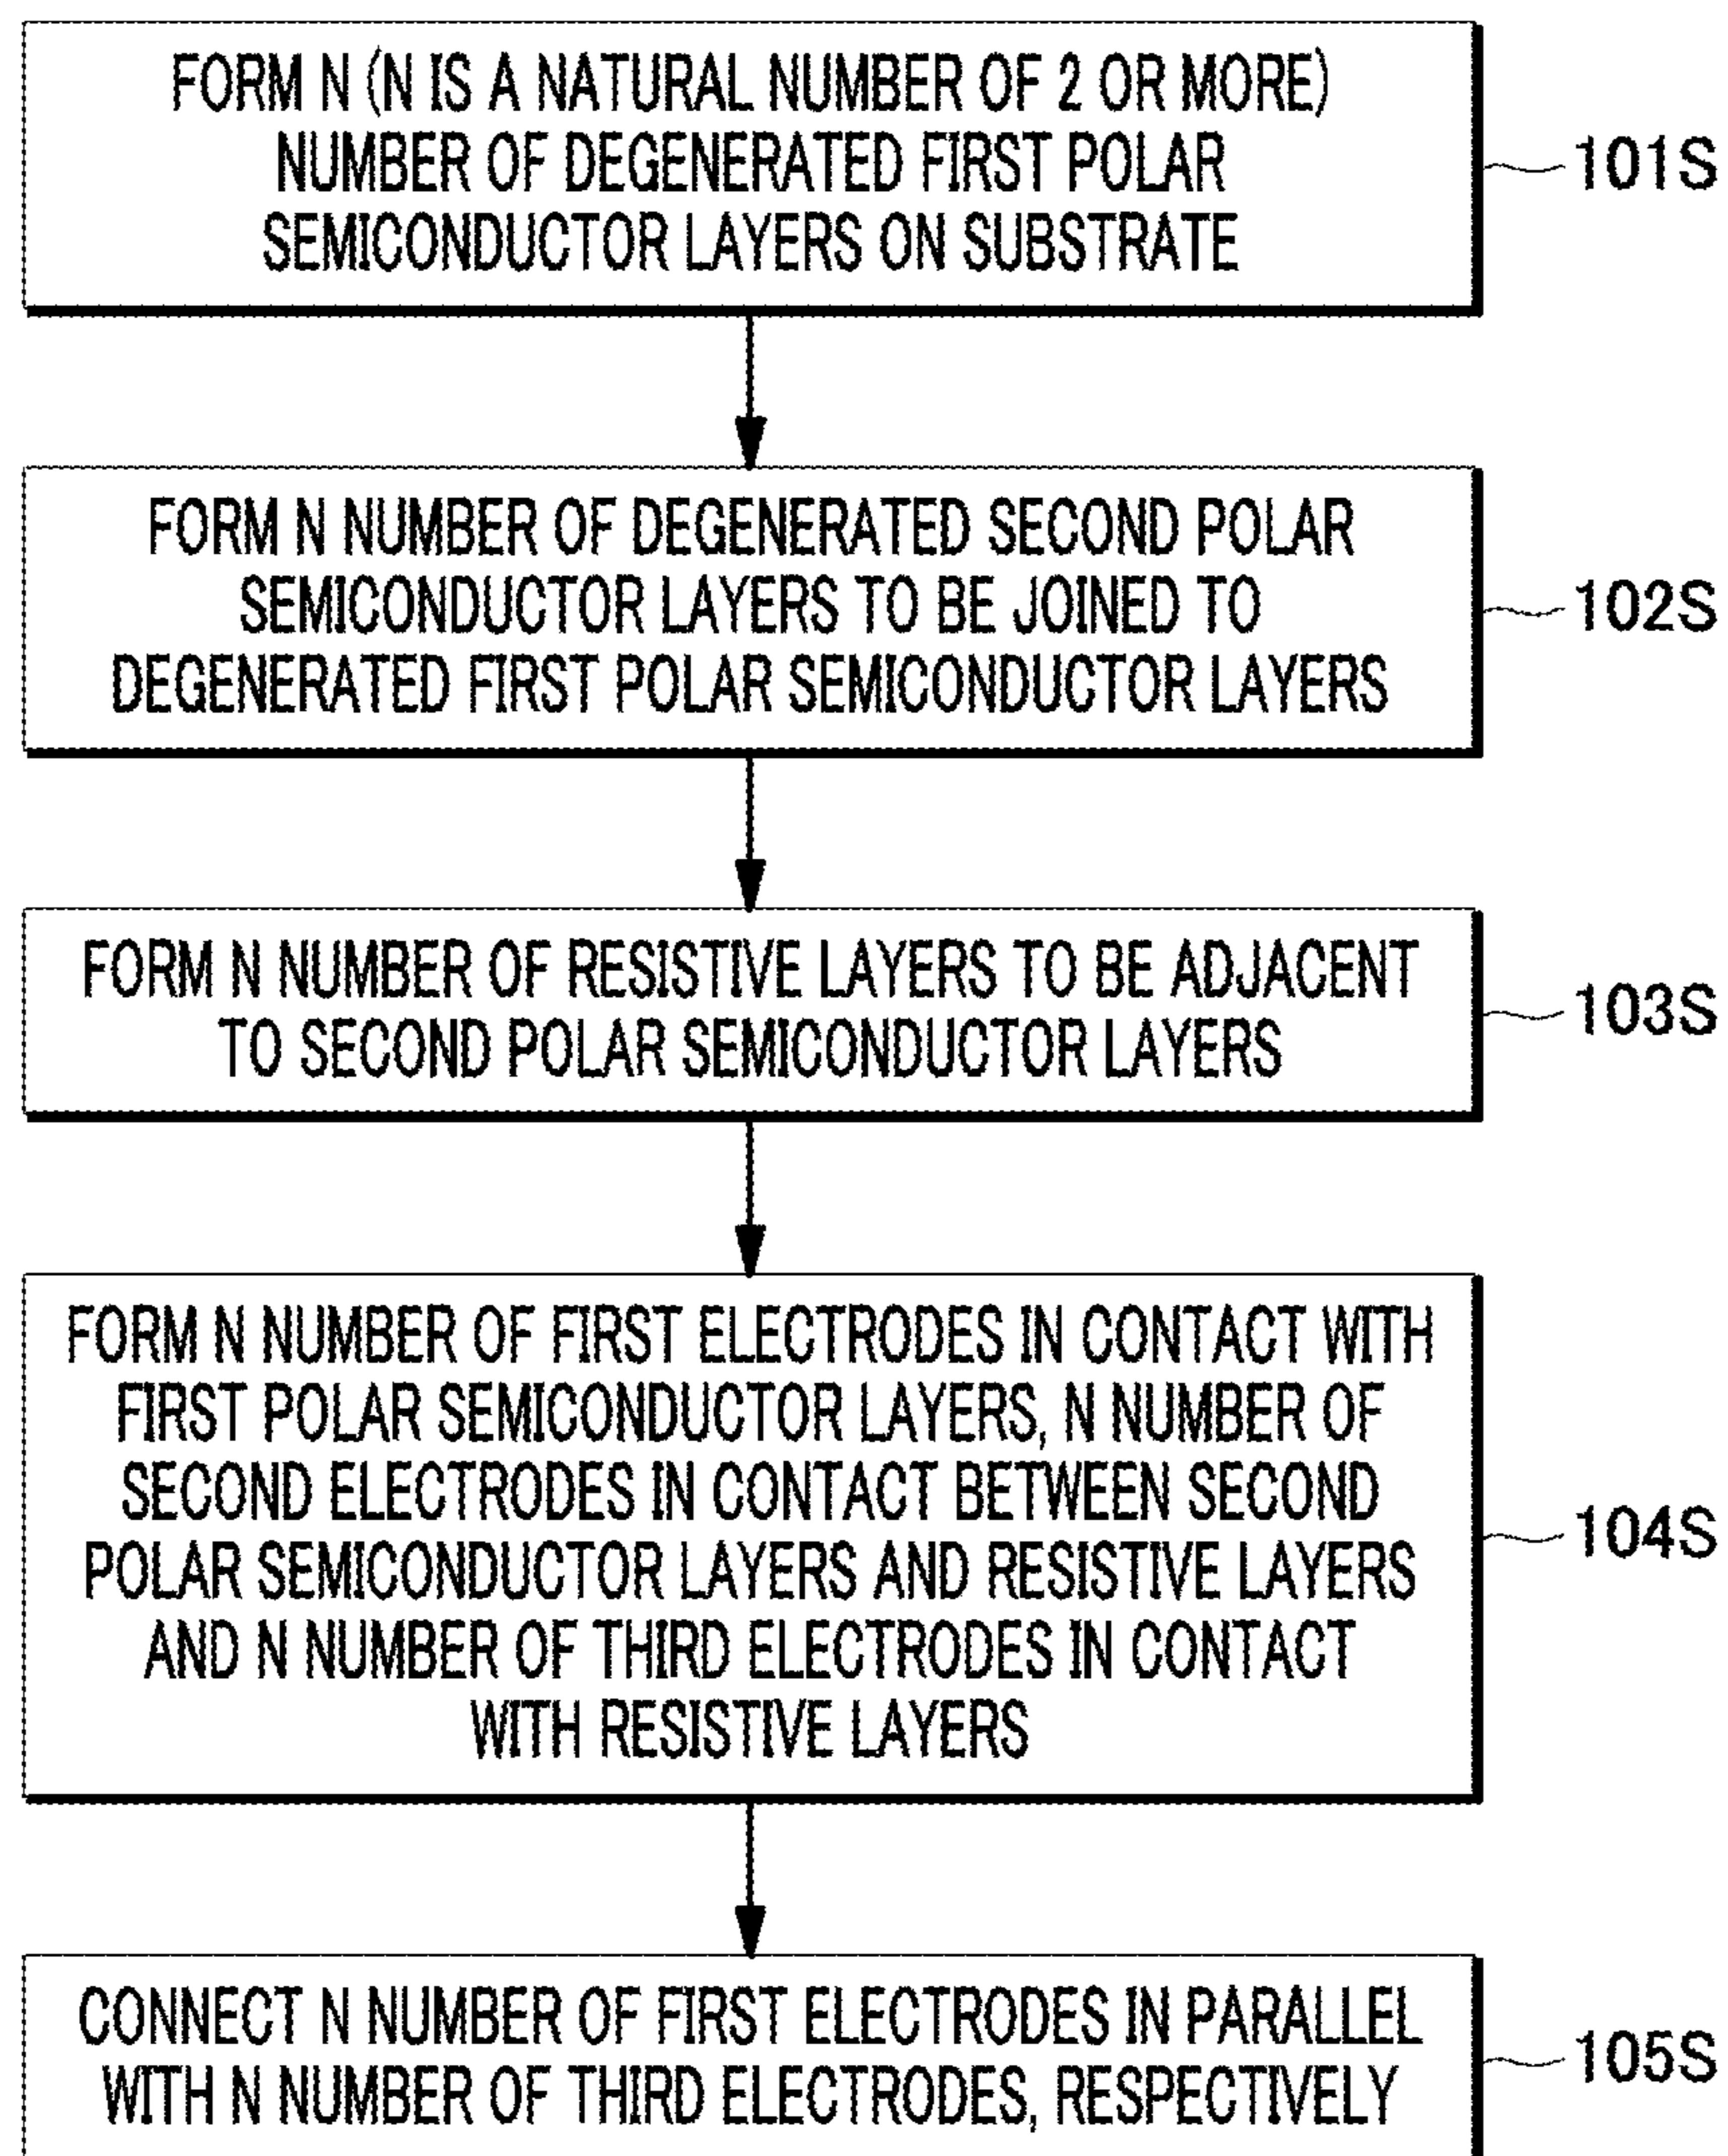 FORM N (N IS A NATURAL NUMBER OF 2 OR MORE)
NUMBER OF DEGENERATED FIRST POLAR
SEMICONDUCTOR LAYERS ON SUBSTRATE
101S
FORM N NUMBER OF DEGENERATED SECOND POLAR
SEMICONDUCTOR LAYERS TO BE JOINED TO
DEGENERATED FIRST POLAR SEMICONDUCTOR LAYERS
102S
FORM N NUMBER OF RESISTIVE LAYERS TO BE ADJACENT
TO SECOND POLAR SEMICONDUCTOR LAYERS
103S
FORM N NUMBER OF FIRST ELECTRODES IN CONTACT WITH
FIRST POLAR SEMICONDUCTOR LAYERS, N NUMBER OF
SECOND ELECTRODES IN CONTACT BETWEEN SECOND
POLAR SEMICONDUCTOR LAYERS AND RESISTIVE LAYERS
AND N NUMBER OF THIRD ELECTRODES IN CONTACT
WITH RESISTIVE LAYERS
104S
CONNECT N NUMBER OF FIRST ELECTRODES IN PARALLEL
WITH N NUMBER OF THIRD ELECTRODES, RESPECTIVELY
105S